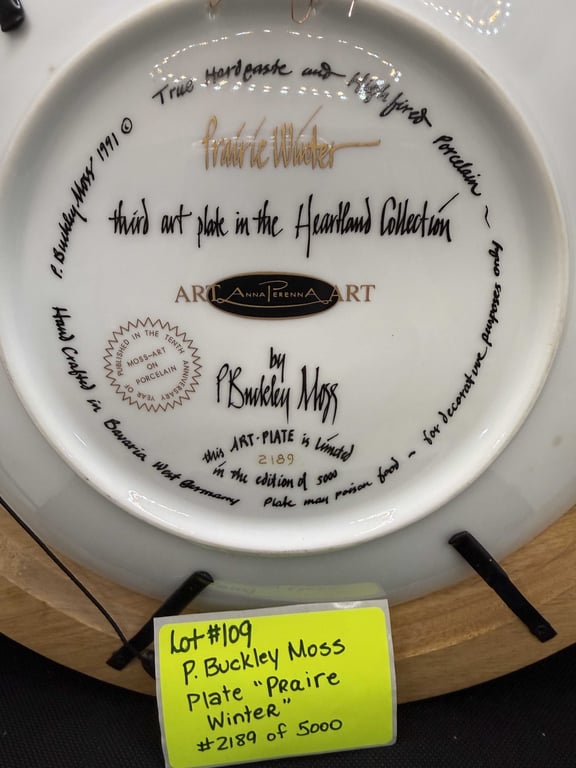 True Hardpaste and Highfired Porcelain ~ for decorative purposes only
P. Buckley Moss 1991 ©
Prairie Winter
third art plate in the Heartland Collection
ART ANNA PERENNA ART
PUBLISHED IN THE TENTH ANNIVERSARY YEAR OF
MOSS-ART
ON
PORCELAIN
by
P. Buckley Moss
this ART-PLATE is Limited
2189
in the edition of 5000
Hand Crafted in Bavaria West Germany
Plate may poison food ~
Lot #109
P. Buckley Moss
Plate "PRaire
WinteR"
#2189 of 5000